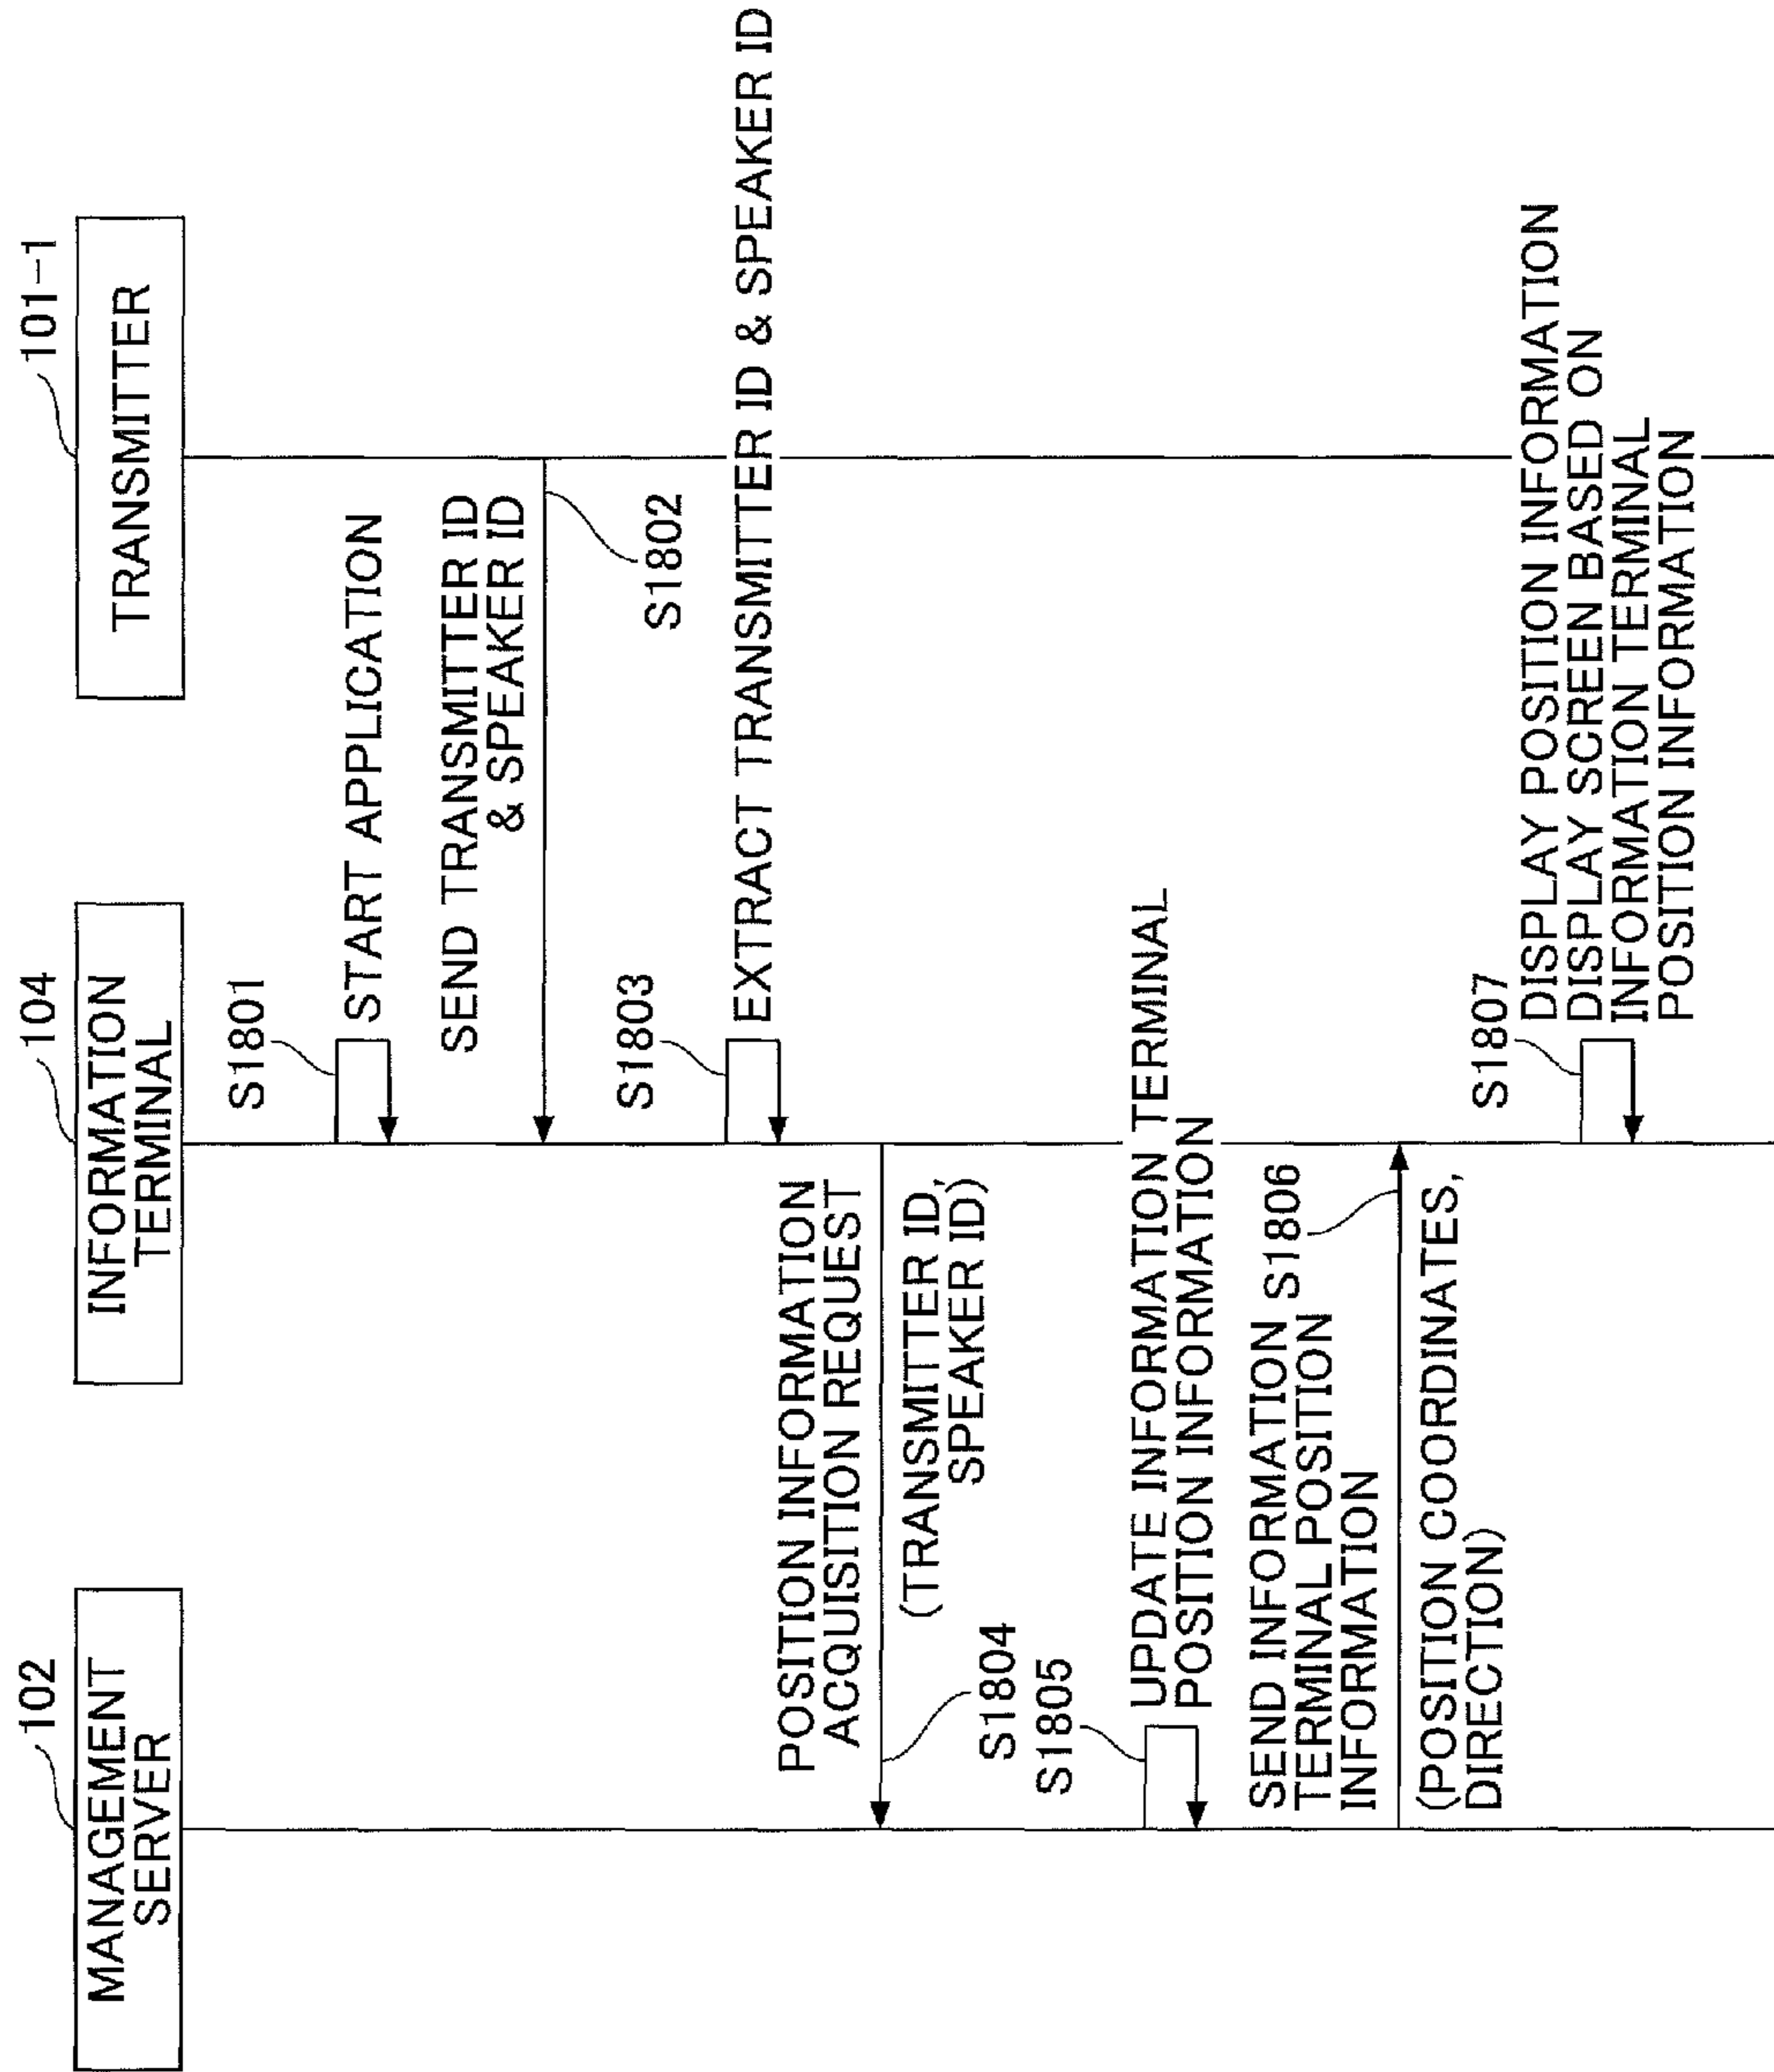 102
MANAGEMENT
SERVER
104
INFORMATION
TERMINAL
101-1
TRANSMITTER
S1801
START APPLICATION
SEND TRANSMITTER ID
& SPEAKER ID
S1802
S1803
EXTRACT TRANSMITTER ID & SPEAKER ID
POSITION INFORMATION
ACQUISITION REQUEST
(TRANSMITTER ID,
SPEAKER ID)
S1804
S1805
UPDATE INFORMATION TERMINAL
POSITION INFORMATION
SEND INFORMATION
TERMINAL POSITION
INFORMATION
S1806
(POSITION COORDINATES,
DIRECTION)
S1807
DISPLAY POSITION INFORMATION
DISPLAY SCREEN BASED ON
INFORMATION TERMINAL
POSITION INFORMATION